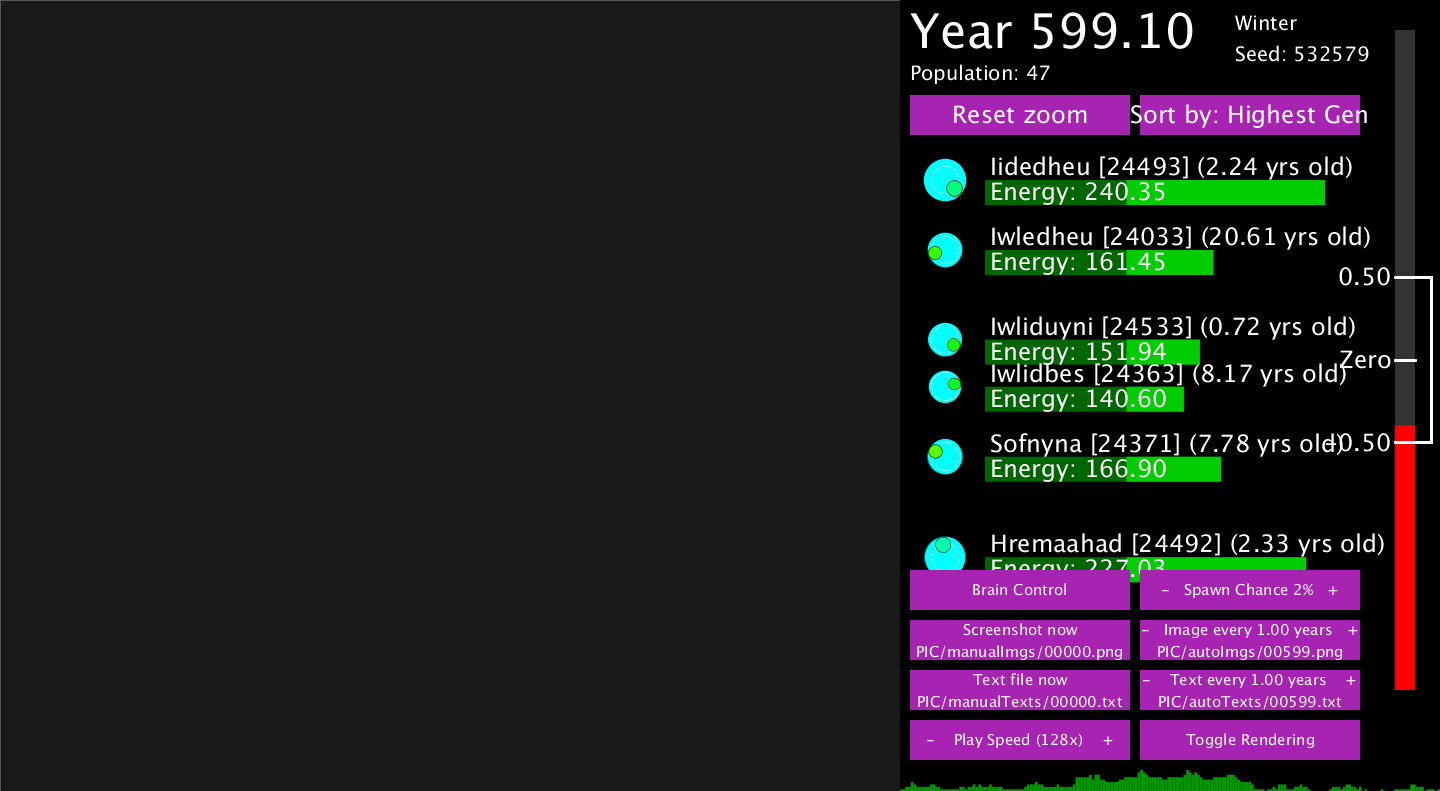 Year 599.10
Winter
Seed: 532579
Population: 47
Reset zoom
Sort by: Highest Gen
Iidedheu [24493] (2.24 yrs old)
Energy: 240.35
Iwledheu [24033] (20.61 yrs old)
Energy: 161.45
0.50
Iwliduyni [24533] (0.72 yrs old)
Energy: 151.94
Zero
Iwlidbes [24363] (8.17 yrs old)
Energy: 140.60
Sofnyna [24371] (7.78 yrs old)
-0.50
Energy: 166.90
Hremaahad [24492] (2.33 yrs old)
Energy: 227.03
Brain Control
- Spawn Chance 2% +
Screenshot now
PIC/manualImgs/00000.png
- Image every 1.00 years +
PIC/autoImgs/00599.png
Text file now
PIC/manualTexts/00000.txt
- Text every 1.00 years +
PIC/autoTexts/00599.txt
- Play Speed (128x) +
Toggle Rendering